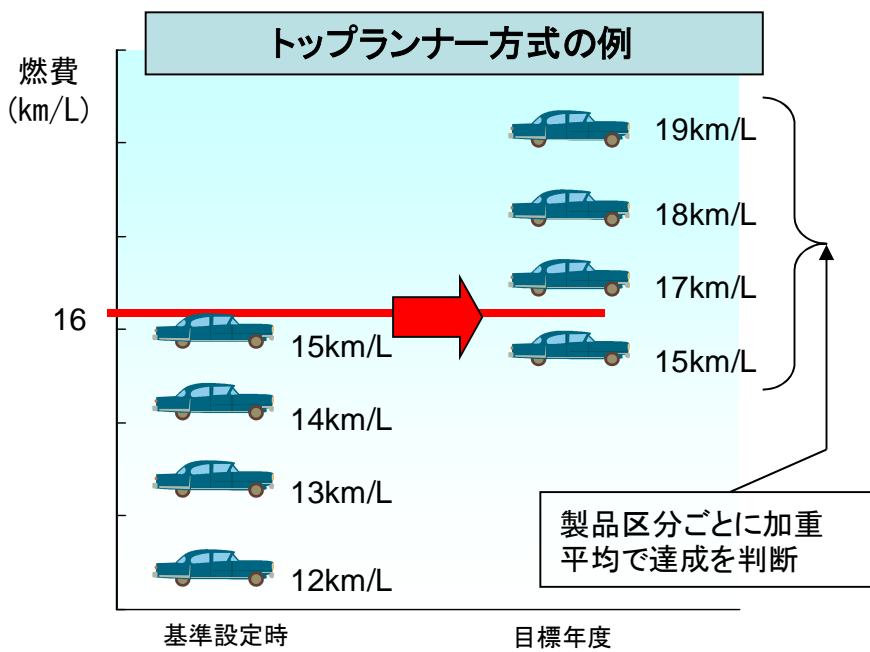 トップランナー方式の例
燃費
(km/L)
19km/L
18km/L
17km/L
16
15km/L
15km/L
14km/L
13km/L
12km/L
製品区分ごとに加重
平均で達成を判断
基準設定時
目標年度